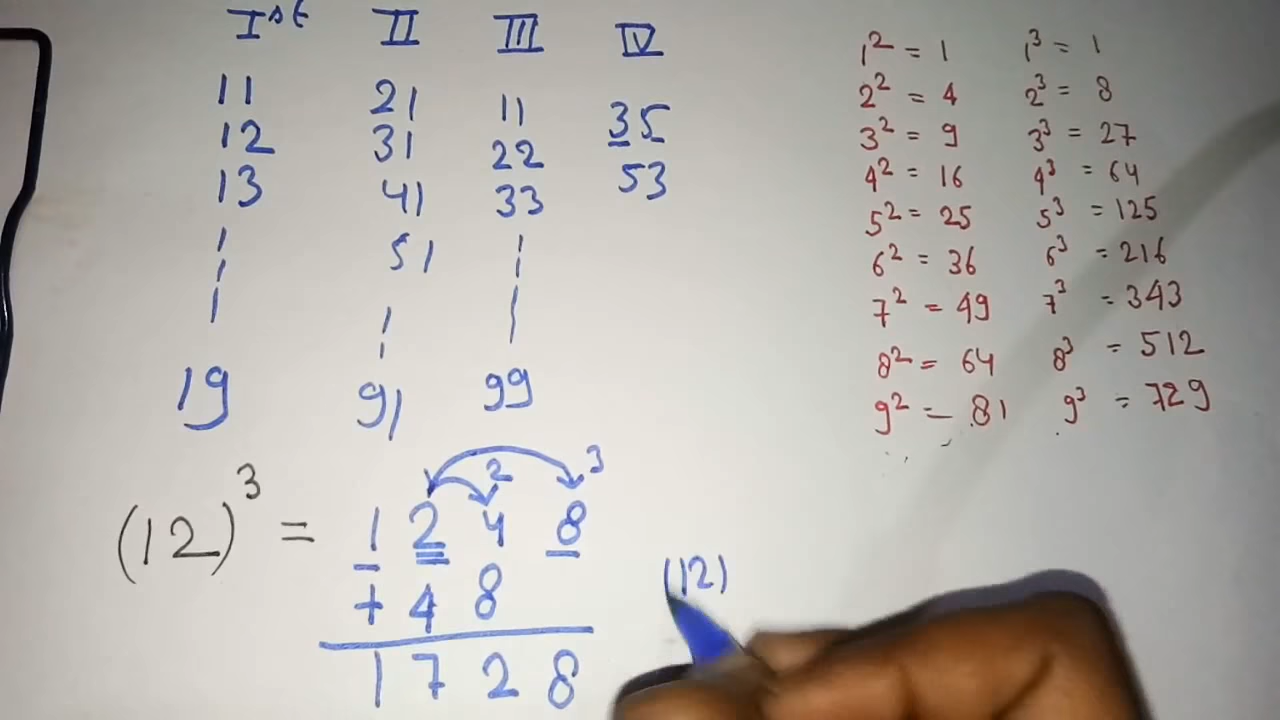 Ist II III IV
11 21 11 35
12 31 22 53
13 41 33
51
19 91 99
1² = 1 1³ = 1
2² = 4 2³ = 8
3² = 9 3³ = 27
4² = 16 4³ = 64
5² = 25 5³ = 125
6² = 36 6³ = 216
7² = 49 7³ = 343
8² = 64 8³ = 512
9² = 81 9³ = 729
2 3
(12)³ = 1 2 4 8
+ 4 8
1 7 2 8
(12)